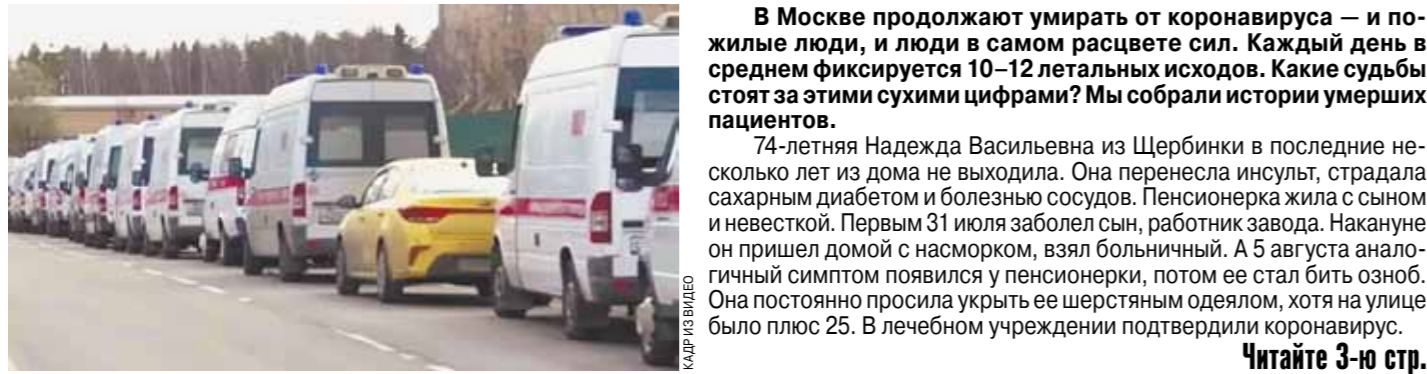 В Москве продолжают умирать от коронавируса — и по-
жилые люди, и люди в самом расцвете сил. Каждый день в
среднем фиксируется 10–12 летальных исходов. Какие судьбы
стоят за этими сухими цифрами? Мы собрали истории умерших
пациентов.
74-летняя Надежда Васильевна из Щербинки в последние не-
сколько лет из дома не выходила. Она перенесла инсульт, страдала
сахарным диабетом и болезнью сосудов. Пенсионерка жила с сыном
и невесткой. Первым 31 июля заболел сын, работник завода. Накануне
он пришел домой с насморком, взял больничный. А 5 августа анало-
гичный симптом появился у пенсионерки, потом ее стал бить озноб.
Она постоянно просила укрыть ее шерстяным одеялом, хотя на улице
было плюс 25. В лечебном учреждении подтвердили коронавирус.
Читайте 3-ю стр.
КАДР ИЗ ВИДЕО